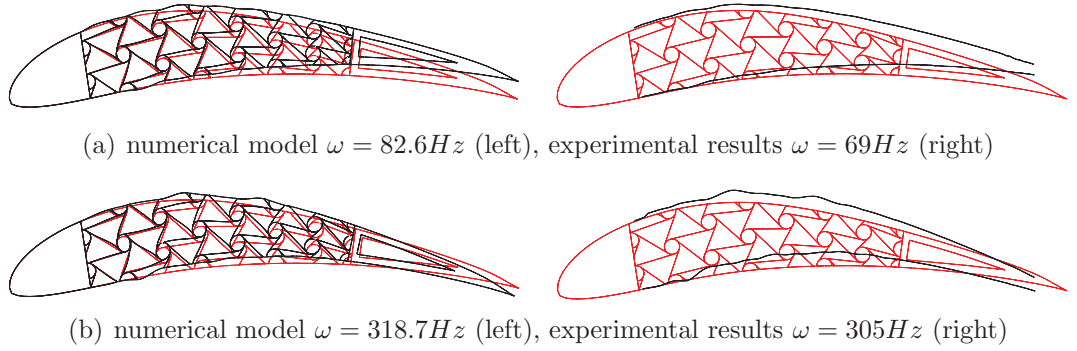 (a) numerical model ω = 82.6Hz (left), experimental results ω = 69Hz (right)
(b) numerical model ω = 318.7Hz (left), experimental results ω = 305Hz (right)